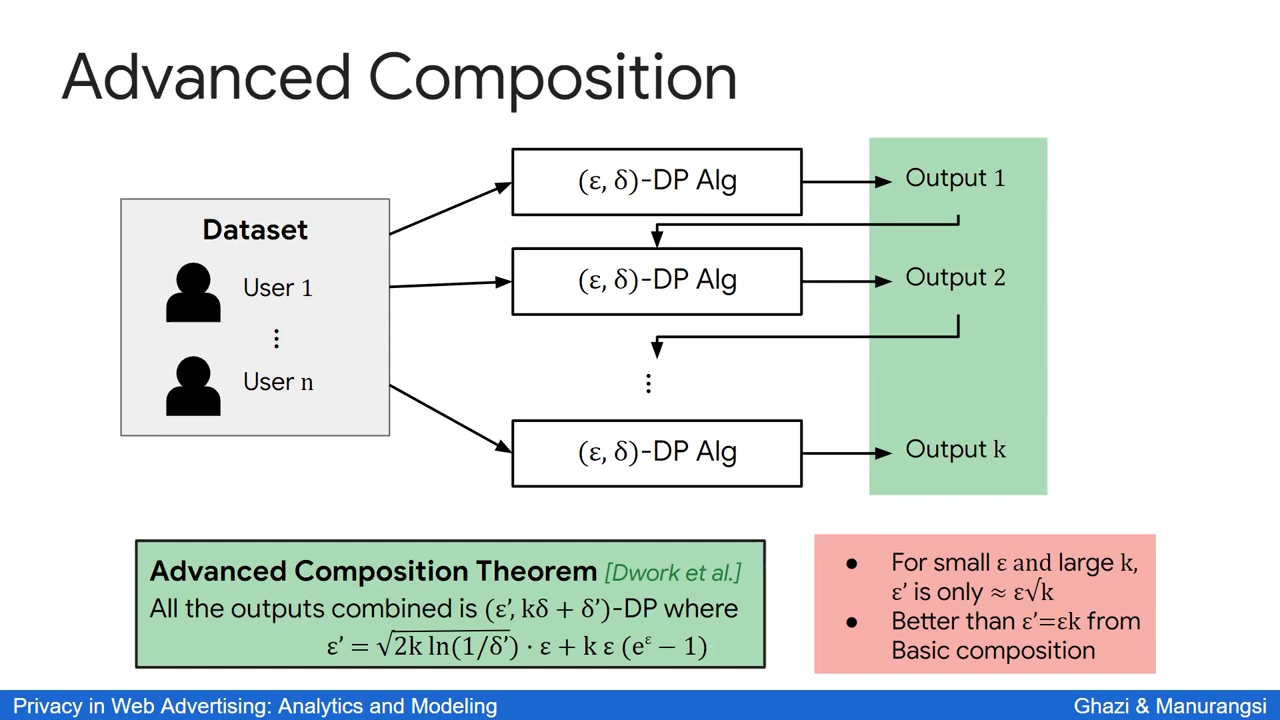 Advanced Composition
Dataset
User 1
⋮
User n
(ε, δ)-DP Alg
Output 1
(ε, δ)-DP Alg
Output 2
⋮
(ε, δ)-DP Alg
Output k
Advanced Composition Theorem [Dwork et al.]
All the outputs combined is (ε’, kδ + δ’)-DP where
ε’ = √2k ln(1/δ’) · ε + k ε (e^ε − 1)
● For small ε and large k,
ε’ is only ≈ ε√k
● Better than ε’=εk from
Basic composition
Privacy in Web Advertising: Analytics and Modeling
Ghazi & Manurangsi